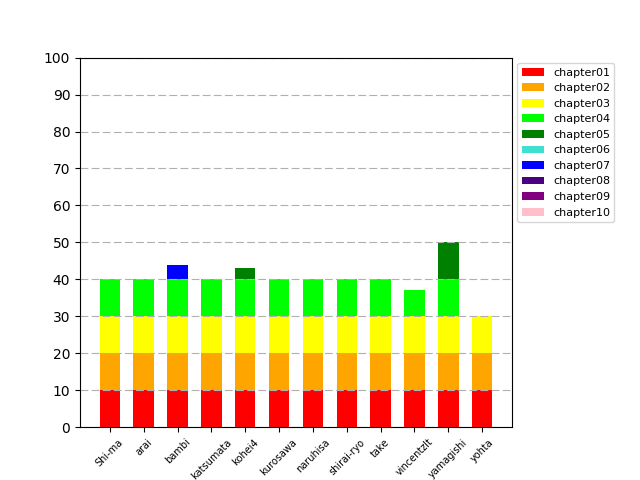 100
90
80
70
60
50
40
30
20
10
0
Shi-ma
arai
bambi
katsumata
kohei4
kurosawa
naruhisa
shirai-ryo
take
vincentzlt
yamagishi
yohta
chapter01
chapter02
chapter03
chapter04
chapter05
chapter06
chapter07
chapter08
chapter09
chapter10